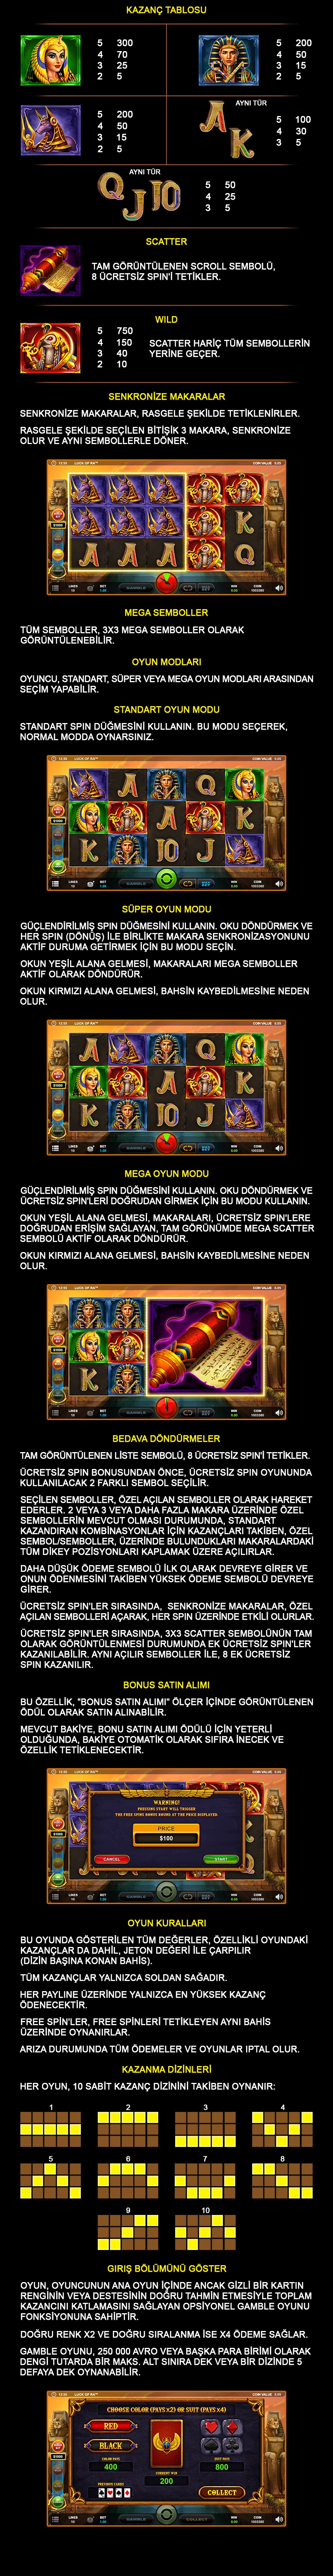 KAZANÇ TABLOSU
5 300
4 70
3 25
2 5
5 200
4 50
3 15
2 5
5 200
4 50
3 15
2 5
AYNI TÜR
A K
5 100
4 30
3 5
AYNI TÜR
Q J 10
5 50
4 25
3 5
SCATTER
TAM GÖRÜNTÜLENEN SCROLL SEMBOLÜ,
8 ÜCRETSİZ SPIN'İ TETİKLER.
WILD
5 750
4 150
3 40
2 10
SCATTER HARİÇ TÜM SEMBOLLERİN
YERİNE GEÇER.
SENKRONİZE MAKARALAR
SENKRONİZE MAKARALAR, RASGELE ŞEKİLDE TETİKLENİRLER.
RASGELE ŞEKİLDE SEÇİLEN BİTİŞİK 3 MAKARA, SENKRONİZE
OLUR VE AYNI SEMBOLLERLE DÖNER.
MEGA SEMBOLLER
TÜM SEMBOLLER, 3X3 MEGA SEMBOLLER OLARAK
GÖRÜNTÜLENEBİLİR.
OYUN MODLARI
OYUNCU, STANDART, SÜPER VEYA MEGA OYUN MODLARI ARASINDAN
SEÇİM YAPABİLİR.
STANDART OYUN MODU
STANDART SPIN DÜĞMESİNİ KULLANIN. BU MODU SEÇEREK,
NORMAL MODDA OYNARSINIZ.
SÜPER OYUN MODU
GÜÇLENDİRİLMİŞ SPIN DÜĞMESİNİ KULLANIN. OKU DÖNDÜRMEK VE
HER SPIN (DÖNÜŞ) İLE BİRLİKTE MAKARA SENKRONİZASYONUNU
AKTİF DURUMA GETİRMEK İÇİN BU MODU SEÇİN.
OKUN YEŞİL ALANA GELMESİ, MAKARALARI MEGA SEMBOLLER
AKTİF OLARAK DÖNDÜRÜR.
OKUN KIRMIZI ALANA GELMESİ, BAHSİN KAYBEDİLMESİNE NEDEN
OLUR.
MEGA OYUN MODU
GÜÇLENDİRİLMİŞ SPIN DÜĞMESİNİ KULLANIN. OKU DÖNDÜRMEK VE
ÜCRETSİZ SPIN'LERİ DOĞRUDAN GİRMEK İÇİN BU MODU KULLANIN.
OKUN YEŞİL ALANA GELMESİ, MAKARALARI, ÜCRETSİZ SPIN'LERE
DOĞRUDAN ERİŞİM SAĞLAYAN, TAM GÖRÜNÜMDE MEGA SCATTER
SEMBOLÜ AKTİF OLARAK DÖNDÜRÜR.
OKUN KIRMIZI ALANA GELMESİ, BAHSİN KAYBEDİLMESİNE NEDEN
OLUR.
BEDAVA DÖNDÜRMELER
TAM GÖRÜNTÜLENEN LİSTE SEMBOLÜ, 8 ÜCRETSİZ SPIN'İ TETİKLER.
ÜCRETSİZ SPIN BONUSUNDAN ÖNCE, ÜCRETSİZ SPIN OYUNUNDA
KULLANILACAK 2 FARKLI SEMBOL SEÇİLİR.
SEÇİLEN SEMBOLLER, ÖZEL AÇILAN SEMBOLLER OLARAK HAREKET
EDERLER. 2 VEYA 3 VEYA DAHA FAZLA MAKARA ÜZERİNDE ÖZEL
SEMBOLLERİN MEVCUT OLMASI DURUMUNDA, STANDART
KAZANDIRAN KOMBİNASYONLAR İÇİN KAZANÇLARI TAKİBEN, ÖZEL
SEMBOL/SEMBOLLER, ÜZERİNDE BULUNDUKLARI MAKARALARDAKİ
TÜM DİKEY POZİSYONLARI KAPLAMAK ÜZERE AÇILIRLAR.
DAHA DÜŞÜK ÖDEME SEMBOLÜ İLK OLARAK DEVREYE GİRER VE
ONUN ÖDENMESİNİ TAKİBEN YÜKSEK ÖDEME SEMBOLÜ DEVREYE
GİRER.
ÜCRETSİZ SPIN'LER SIRASINDA, SENKRONİZE MAKARALAR, ÖZEL
AÇILAN SEMBOLLERİ AÇARAK, HER SPIN ÜZERİNDE ETKİLİ OLURLAR.
ÜCRETSİZ SPIN'LER SIRASINDA, 3X3 SCATTER SEMBOLÜNÜN TAM
OLARAK GÖRÜNTÜLENMESİ DURUMUNDA EK ÜCRETSİZ SPIN'LER
KAZANILABİLİR. AYNI AÇILIR SEMBOLLER İLE, 8 EK ÜCRETSİZ
SPIN KAZANILIR.
BONUS SATIN ALIMI
BU ÖZELLİK, "BONUS SATIN ALIMI" ÖLÇER İÇİNDE GÖRÜNTÜLENEN
ÖDÜL OLARAK SATIN ALINABİLİR.
MEVCUT BAKİYE, BONU SATIN ALIMI ÖDÜLÜ İÇİN YETERLİ
OLDUĞUNDA, BAKİYE OTOMATİK OLARAK SIFIRA İNECEK VE
ÖZELLİK TETİKLENECEKTİR.
WARNING!
PRESSING START WILL TRIGGER
THE FREE SPINS BONUS ROUND AT THE PRICE DISPLAYED
PRICE
$100
CANCEL START
OYUN KURALLARI
BU OYUNDA GÖSTERİLEN TÜM DEĞERLER, ÖZELLİKLİ OYUNDAKİ
KAZANÇLAR DA DAHİL, JETON DEĞERİ İLE ÇARPILIR
(DİZİN BAŞINA KONAN BAHİS).
TÜM KAZANÇLAR YALNIZCA SOLDAN SAĞADIR.
HER PAYLINE ÜZERİNDE YALNIZCA EN YÜKSEK KAZANÇ
ÖDENECEKTİR.
FREE SPİN'LER, FREE SPİNLERİ TETİKLEYEN AYNI BAHİS
ÜZERİNDE OYNANIRLAR.
ARIZA DURUMUNDA TÜM ÖDEMELER VE OYUNLAR IPTAL OLUR.
KAZANMA DİZİNLERİ
HER OYUN, 10 SABİT KAZANÇ DİZİNİNİ TAKİBEN OYNANIR:
1 2 3 4
5 6 7 8
9 10
GIRIŞ BÖLÜMÜNÜ GÖSTER
OYUN, OYUNCUNUN ANA OYUN İÇİNDE ANCAK GİZLİ BİR KARTIN
RENGİNİN VEYA DESTESİNİN DOĞRU TAHMİN ETMESİYLE TOPLAM
KAZANCINI KATLAMASINI SAĞLAYAN OPSİYONEL GAMBLE OYUNU
FONKSİYONUNA SAHİPTİR.
DOĞRU RENK X2 VE DOĞRU SIRALANMA İSE X4 ÖDEME SAĞLAR.
GAMBLE OYUNU, 250 000 AVRO VEYA BAŞKA PARA BİRİMİ OLARAK
DENGİ TUTARDA BİR MAKS. ALT SINIRA DEK VEYA BİR DİZİNDE 5
DEFAYA DEK OYNANABİLİR.
CHOOSE COLOR (PAYS X2) OR SUIT (PAYS X4)
RED
BLACK
COLOR PAYS
400
SUIT PAYS
800
CURRENT WIN
200
PREVIOUS CARDS
COLLECT